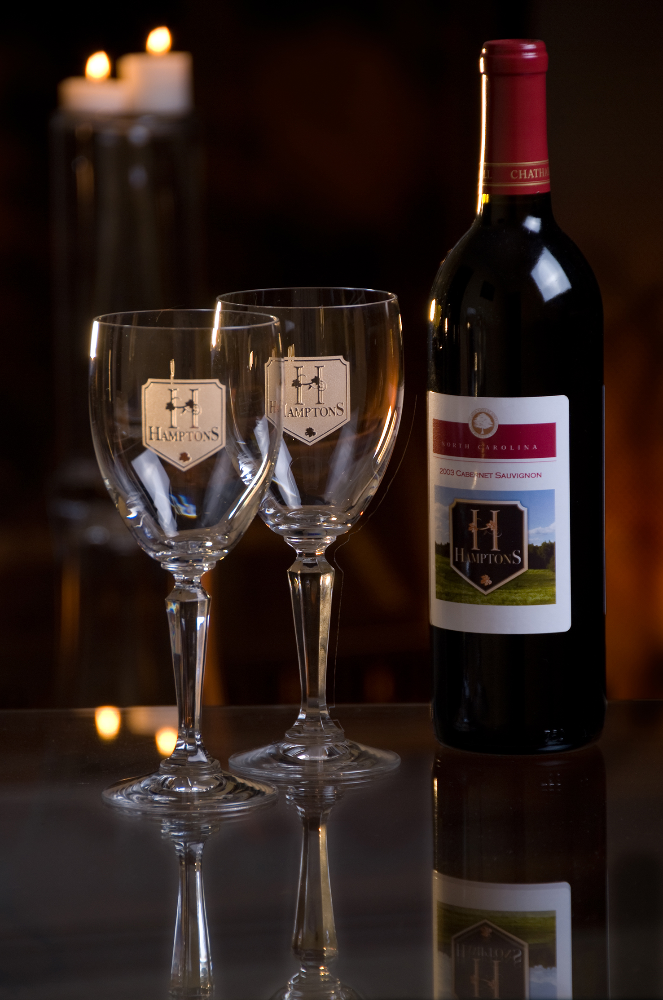 CHATHA
H
HAMPTONS
H
HAMPTONS
NORTH CAROLINA
2003 CABERNET SAUVIGNON
H
HAMPTONS